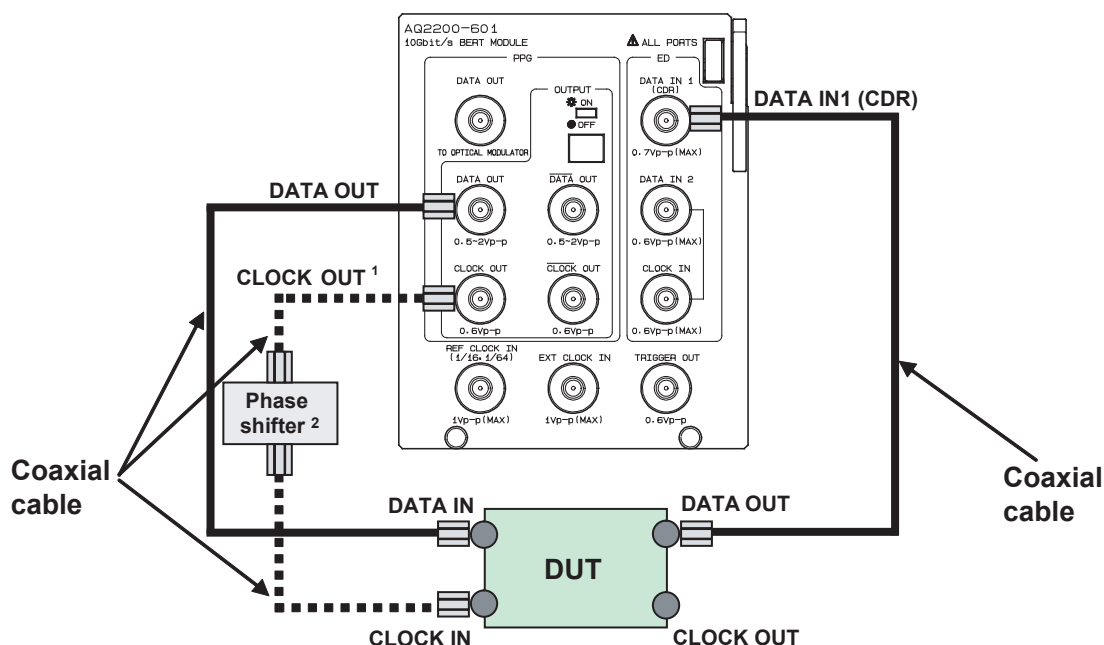 AQ2200-601
10Gbit/s BERT MODULE
⚠ ALL PORTS
PPG
ED
DATA OUT
TO OPTICAL MODULATOR
OUTPUT
ON
OFF
DATA IN 1
(CDR)
0.7Vp-p(MAX)
DATA IN1 (CDR)
DATA OUT
DATA OUT
0.5~2Vp-p
D̅A̅T̅A̅ OUT
0.5~2Vp-p
DATA IN 2
0.6Vp-p(MAX)
CLOCK OUT 1
CLOCK OUT
0.6Vp-p
C̅L̅O̅C̅K̅ OUT
0.6Vp-p
CLOCK IN
0.6Vp-p(MAX)
REF CLOCK IN
(1/16, 1/64)
1Vp-p(MAX)
EXT CLOCK IN
1Vp-p(MAX)
TRIGGER OUT
0.6Vp-p
Phase
shifter 2
Coaxial
cable
Coaxial
cable
DATA IN
DATA OUT
DUT
CLOCK IN
CLOCK OUT